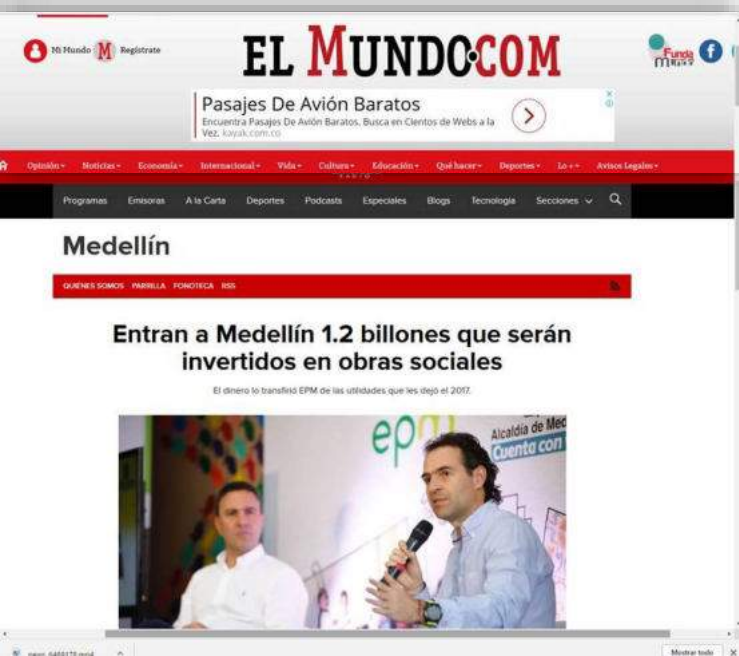 Mi Mundo M Regístrate
EL MUNDO.COM
Funda
Pasajes De Avión Baratos
Encuentra Pasajes De Avión Baratos. Busca en Cientos de Webs a la
Vez. kayak.com.co
Opinión Noticias Economía Internacional Vida Cultura Educación Qué hacer Deportes Lo ++ Avisos Legales
Programas Emisoras A la Carta Deportes Podcasts Especiales Blogs Tecnología Secciones
Medellín
QUIÉNES SOMOS PARRILLA FONOTECA RSS
Entran a Medellín 1.2 billones que serán
invertidos en obras sociales
El dinero lo transfirió EPM de las utilidades que les dejó el 2017.
epm
Alcaldía de Med
Cuenta con
Mostrar todo